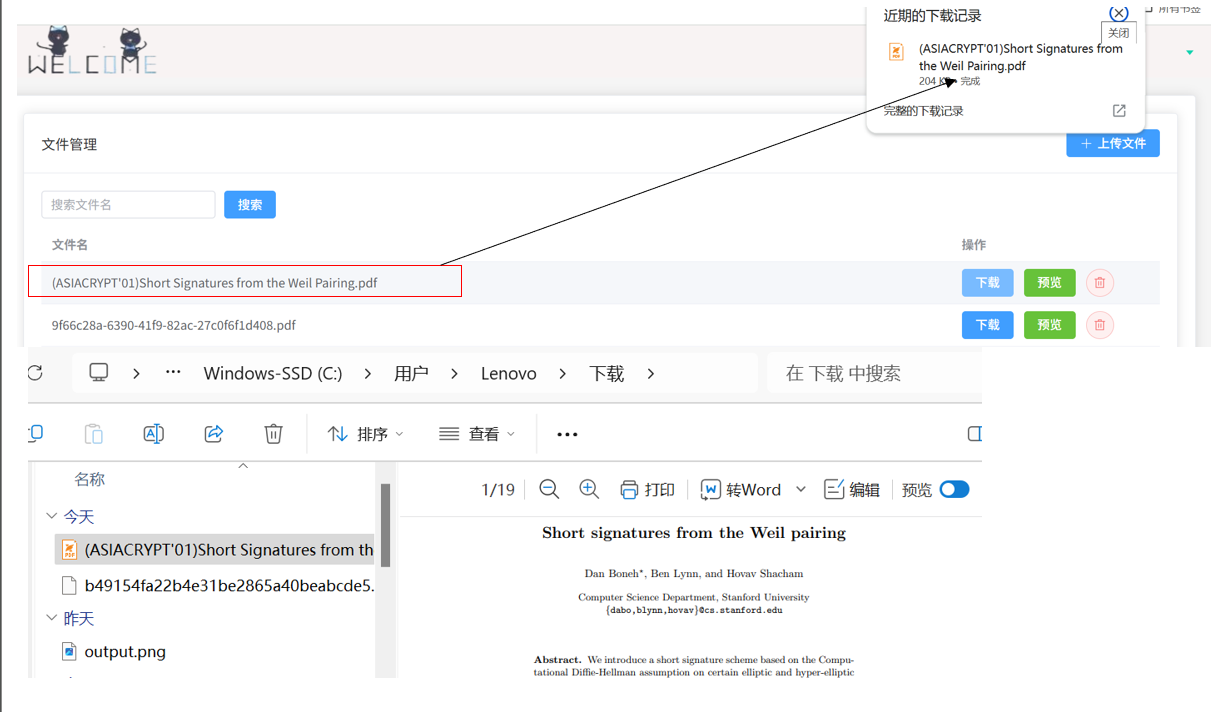 近期的下载记录
所有书签
关闭
(ASIACRYPT'01)Short Signatures from
the Weil Pairing.pdf
204 KB • 完成
完整的下载记录
WELCOME
文件管理
+ 上传文件
搜索文件名
搜索
文件名
操作
(ASIACRYPT'01)Short Signatures from the Weil Pairing.pdf
下载
预览
9f66c28a-6390-41f9-82ac-27c0f6f1d408.pdf
下载
预览
Windows-SSD (C:) > 用户 > Lenovo > 下载 >
在 下载 中搜索
排序
查看
名称
今天
(ASIACRYPT'01)Short Signatures from th
b49154fa22b4e31be2865a40beabcde5.
昨天
output.png
1/19
打印
转Word
编辑
预览
Short signatures from the Weil pairing
Dan Boneh*, Ben Lynn, and Hovav Shacham
Computer Science Department, Stanford University
{dabo,blynn,hovav}@cs.stanford.edu
Abstract. We introduce a short signature scheme based on the Compu-
tational Diffie-Hellman assumption on certain elliptic and hyper-elliptic